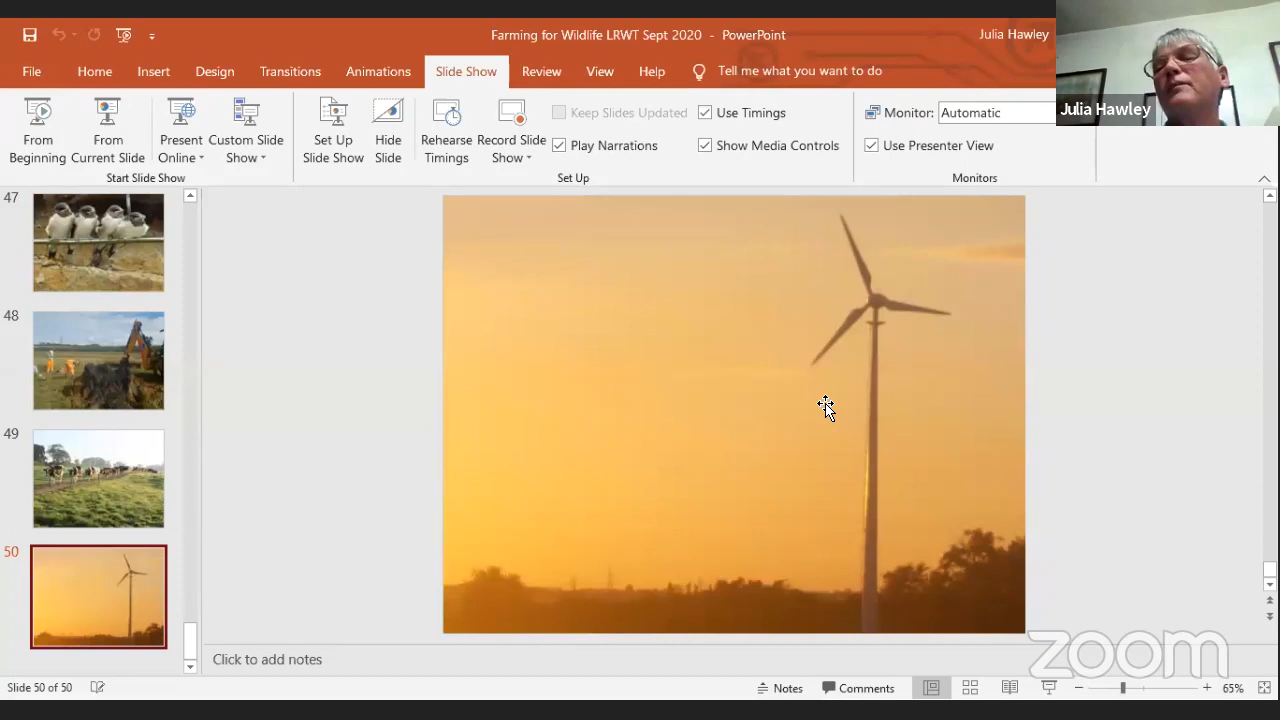 Farming for Wildlife LRWT Sept 2020 - PowerPoint
Julia Hawley
File Home Insert Design Transitions Animations Slide Show Review View Help Tell me what you want to do
Julia Hawley
From Beginning
From Current Slide
Present Online
Custom Slide Show
Start Slide Show
Set Up Slide Show
Hide Slide
Rehearse Timings
Record Slide Show
Keep Slides Updated
Use Timings
Play Narrations
Show Media Controls
Set Up
Monitor: Automatic
Use Presenter View
Monitors
47
48
49
50
Click to add notes
zoom
Slide 50 of 50
Notes
Comments
65%